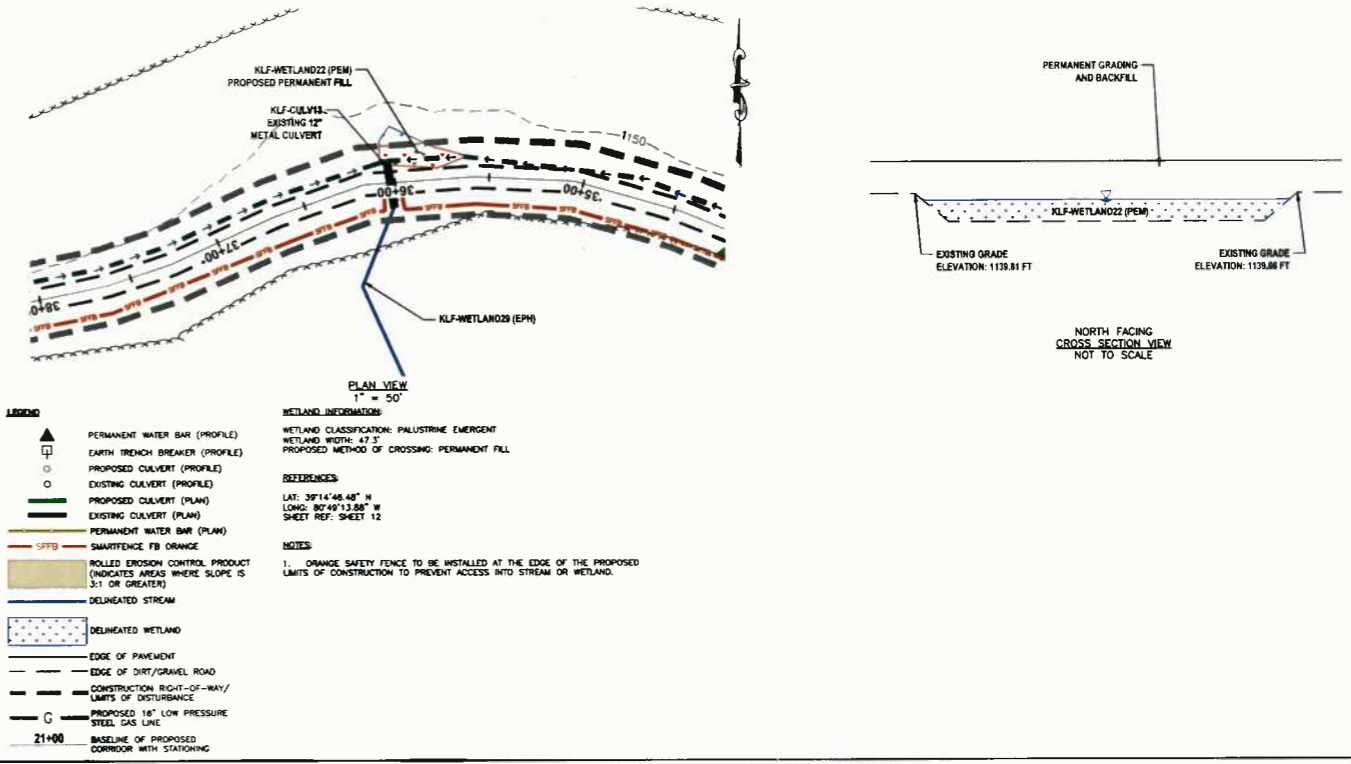 KLF-WETLAND22 (PEM)
PROPOSED PERMANENT FILL
KLF-CULV13
EXISTING 12"
METAL CULVERT
1150
38+00
37+00
36+00
35+00
SFFB
SFFB
SFFB
SFFB
SFFB
SFFB
SFFB
SFFB
SFFB
KLF-WETLAND29 (EPH)
PLAN VIEW
1" = 50'
PERMANENT GRADING
AND BACKFILL
KLF-WETLAND22 (PEM)
EXISTING GRADE
ELEVATION: 1139.81 FT
EXISTING GRADE
ELEVATION: 1139.86 FT
NORTH FACING
CROSS SECTION VIEW
NOT TO SCALE
LEGEND
PERMANENT WATER BAR (PROFILE)
EARTH TRENCH BREAKER (PROFILE)
PROPOSED CULVERT (PROFILE)
EXISTING CULVERT (PROFILE)
PROPOSED CULVERT (PLAN)
EXISTING CULVERT (PLAN)
PERMANENT WATER BAR (PLAN)
SFFB SMARTFENCE FB ORANGE
ROLLED EROSION CONTROL PRODUCT
(INDICATES AREAS WHERE SLOPE IS
3:1 OR GREATER)
DELINEATED STREAM
DELINEATED WETLAND
EDGE OF PAVEMENT
EDGE OF DIRT/GRAVEL ROAD
CONSTRUCTION RIGHT-OF-WAY/
LIMITS OF DISTURBANCE
G PROPOSED 16" LOW PRESSURE
STEEL GAS LINE
21+00 BASELINE OF PROPOSED
CORRIDOR WITH STATIONING
WETLAND INFORMATION:
WETLAND CLASSIFICATION: PALUSTRINE EMERGENT
WETLAND WIDTH: 47.3'
PROPOSED METHOD OF CROSSING: PERMANENT FILL
REFERENCES:
LAT: 39°14'46.48" N
LONG: 80°49'13.88" W
SHEET REF: SHEET 12
NOTES:
1. ORANGE SAFETY FENCE TO BE INSTALLED AT THE EDGE OF THE PROPOSED
LIMITS OF CONSTRUCTION TO PREVENT ACCESS INTO STREAM OR WETLAND.